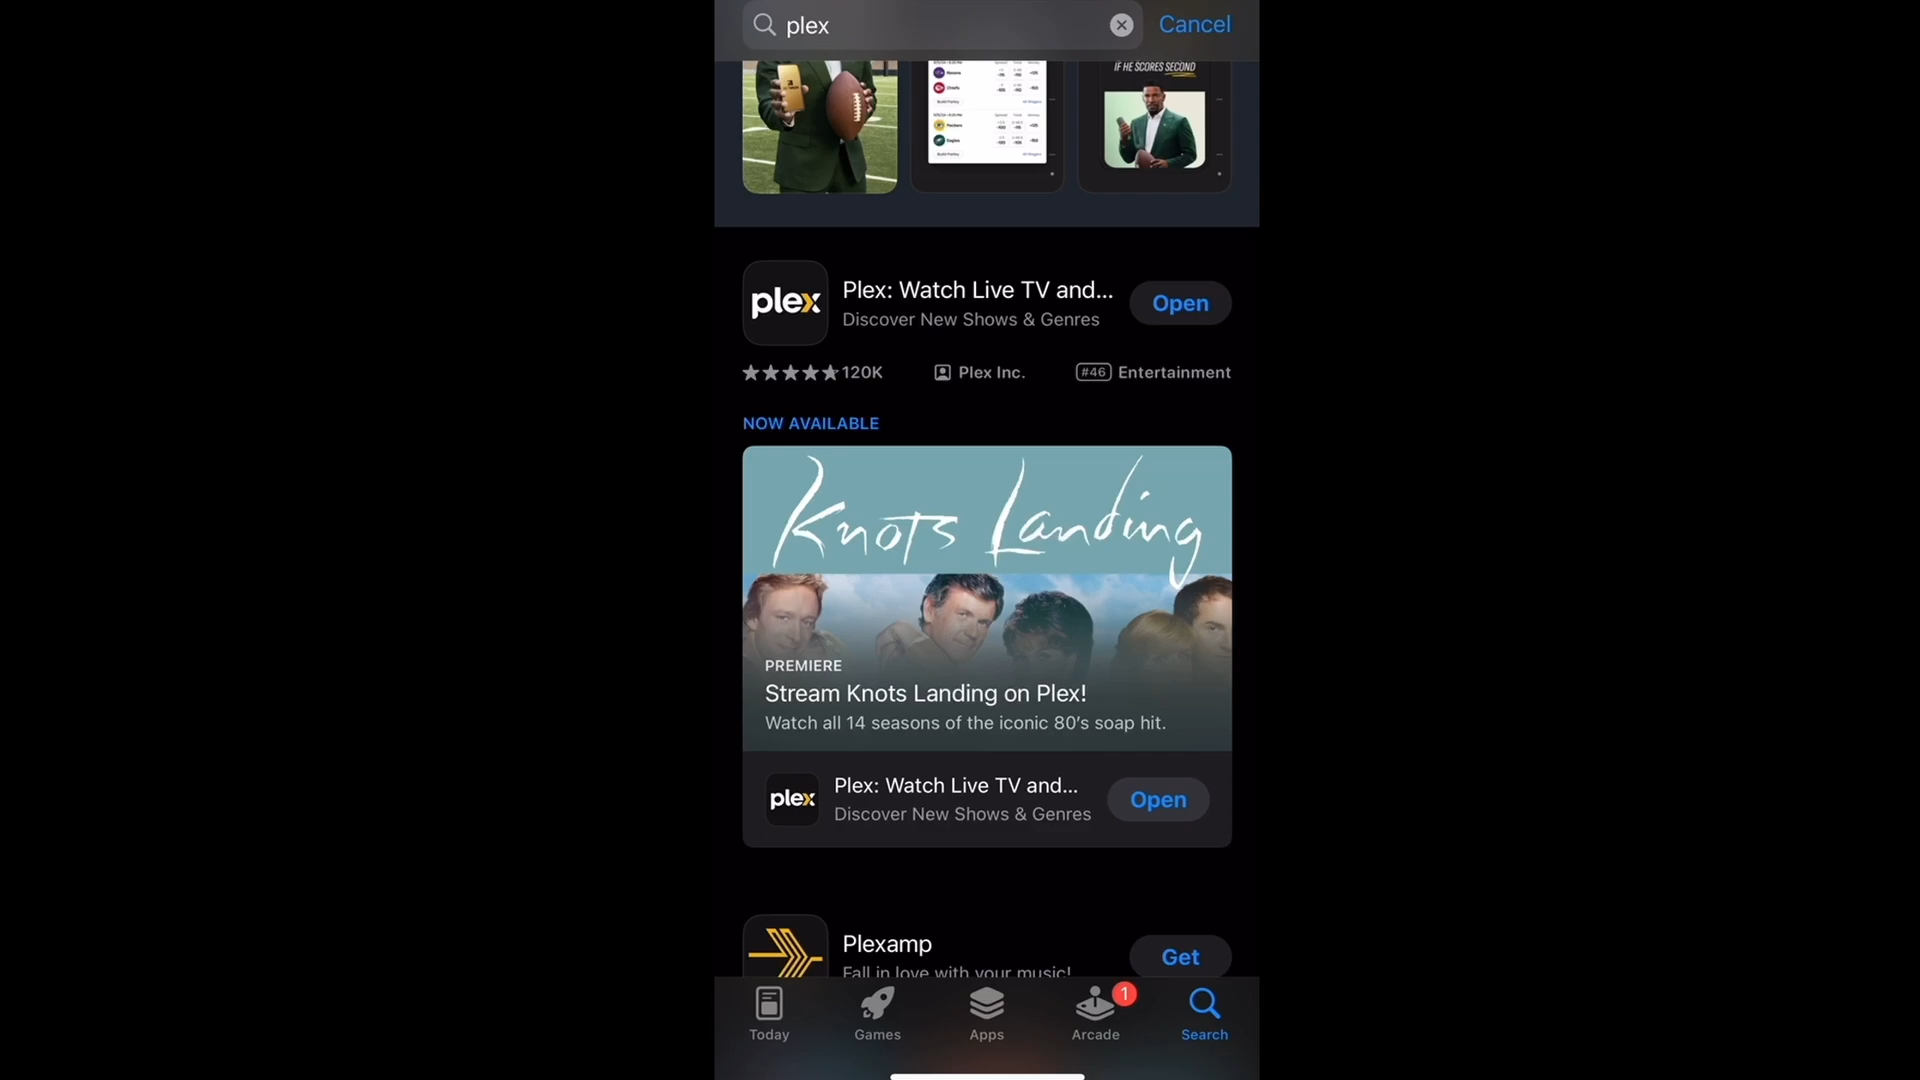 plex
Cancel
IF HE SCORES SECOND
plex
Plex: Watch Live TV and...
Discover New Shows & Genres
Open
120K
Plex Inc.
#46 Entertainment
NOW AVAILABLE
Knots Landing
PREMIERE
Stream Knots Landing on Plex!
Watch all 14 seasons of the iconic 80's soap hit.
plex
Plex: Watch Live TV and...
Discover New Shows & Genres
Open
Plexamp
Fall in love with your music!
Get
1
Today
Games
Apps
Arcade
Search